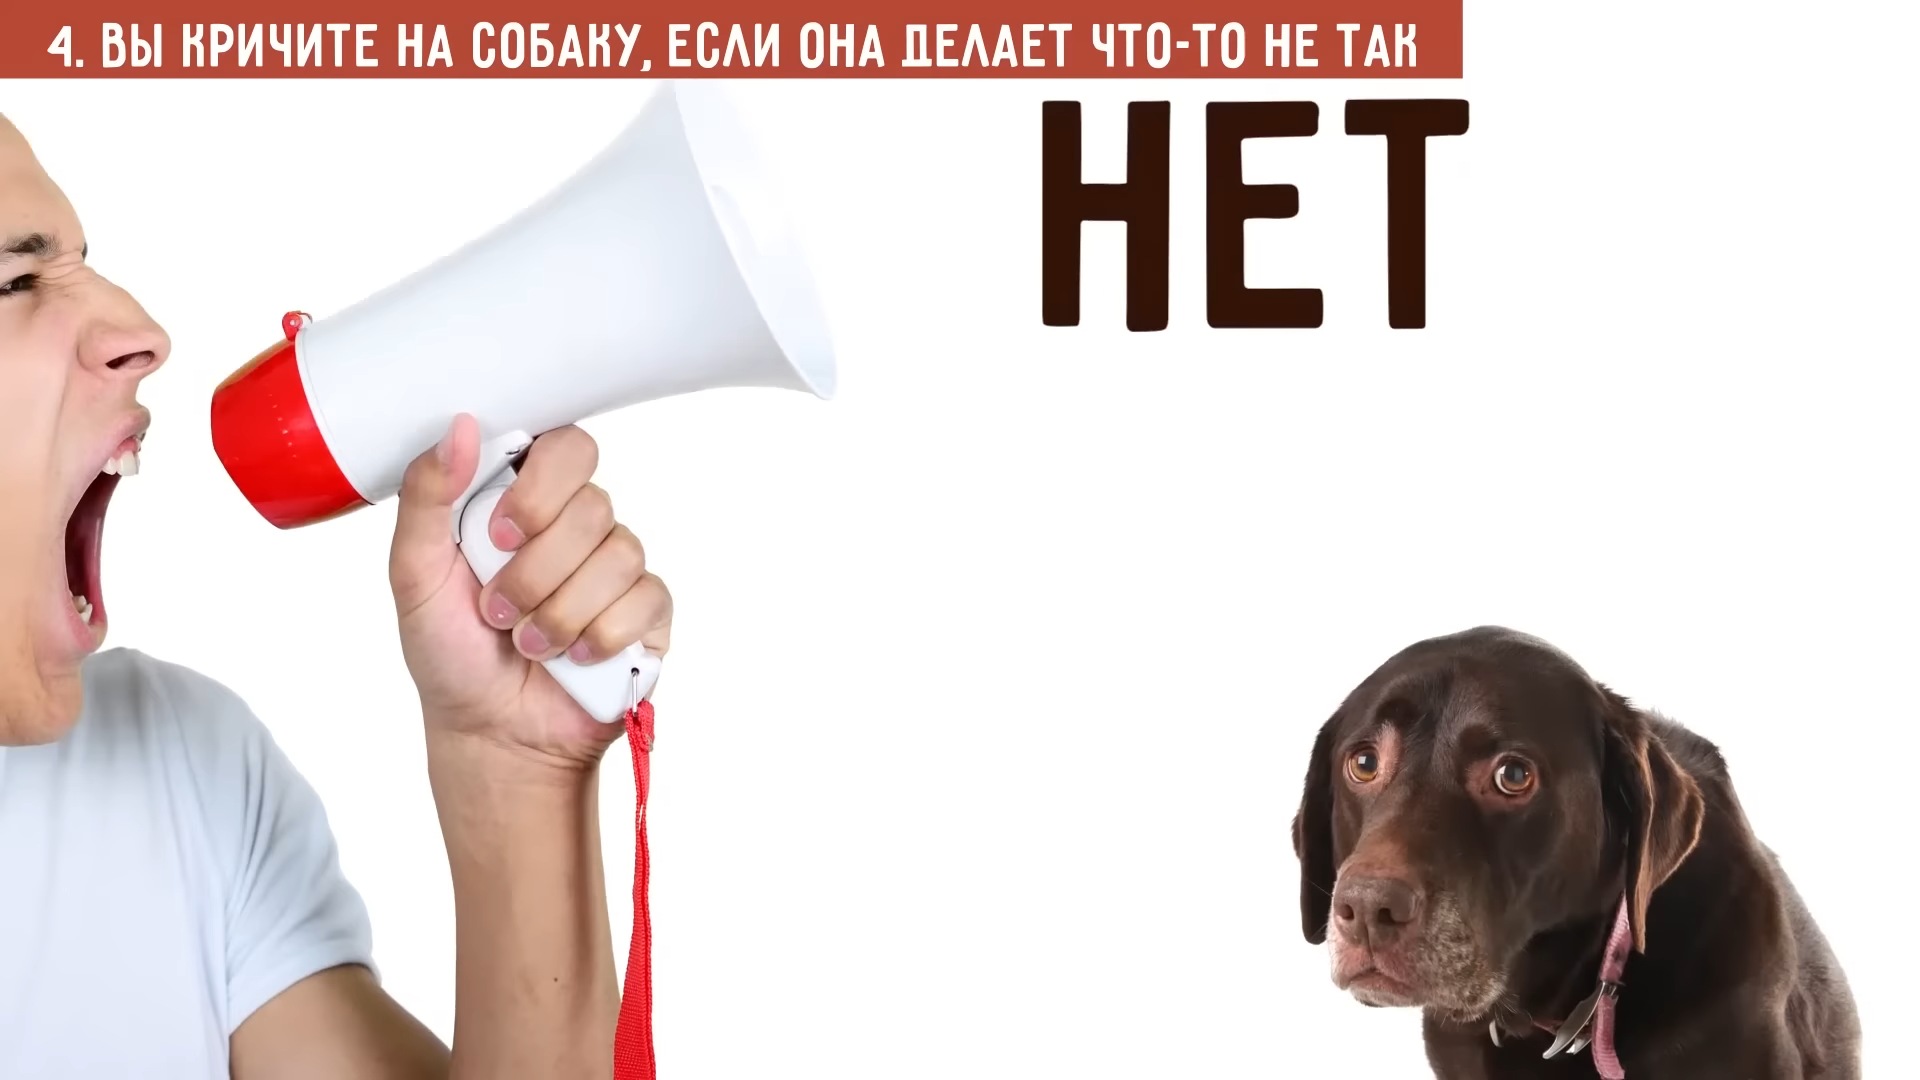 4. ВЫ КРИЧИТЕ НА СОБАКУ, ЕСЛИ ОНА ДЕЛАЕТ ЧТО-ТО НЕ ТАК
НЕТ